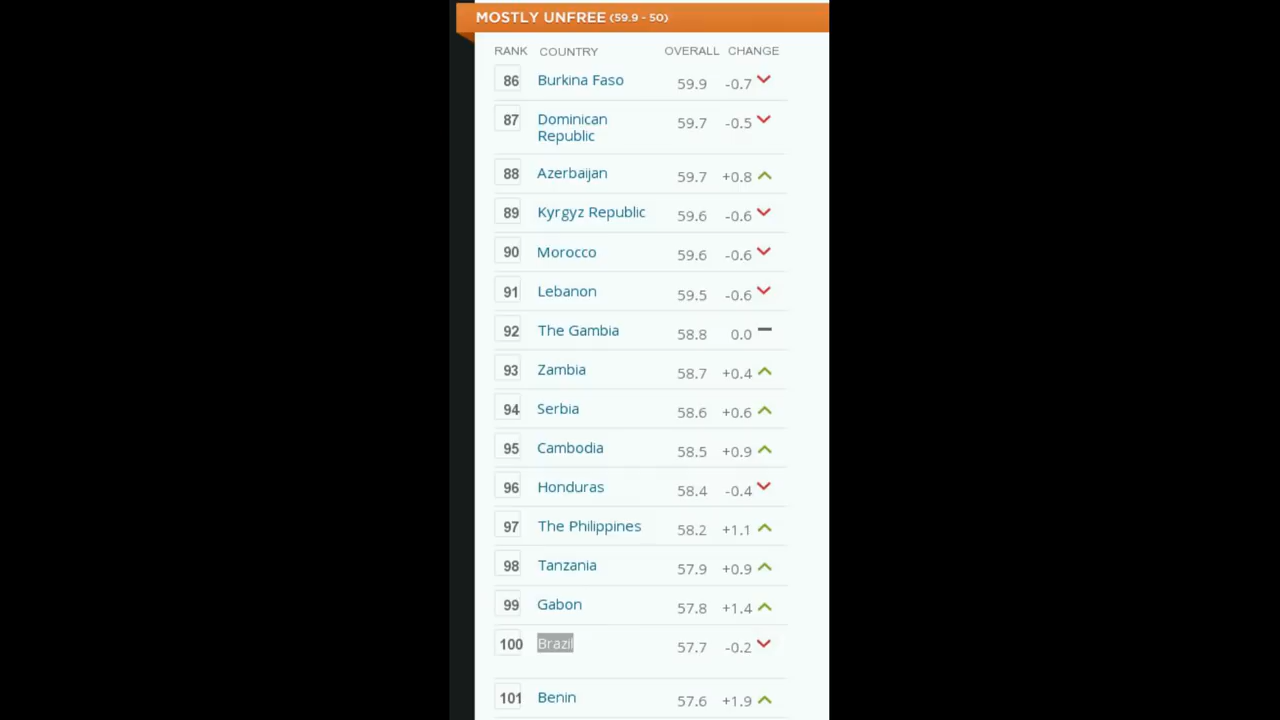 MOSTLY UNFREE (59.9 - 50)
RANK COUNTRY OVERALL CHANGE
86 Burkina Faso 59.9 -0.7
87 Dominican Republic 59.7 -0.5
88 Azerbaijan 59.7 +0.8
89 Kyrgyz Republic 59.6 -0.6
90 Morocco 59.6 -0.6
91 Lebanon 59.5 -0.6
92 The Gambia 58.8 0.0
93 Zambia 58.7 +0.4
94 Serbia 58.6 +0.6
95 Cambodia 58.5 +0.9
96 Honduras 58.4 -0.4
97 The Philippines 58.2 +1.1
98 Tanzania 57.9 +0.9
99 Gabon 57.8 +1.4
100 Brazil 57.7 -0.2
101 Benin 57.6 +1.9